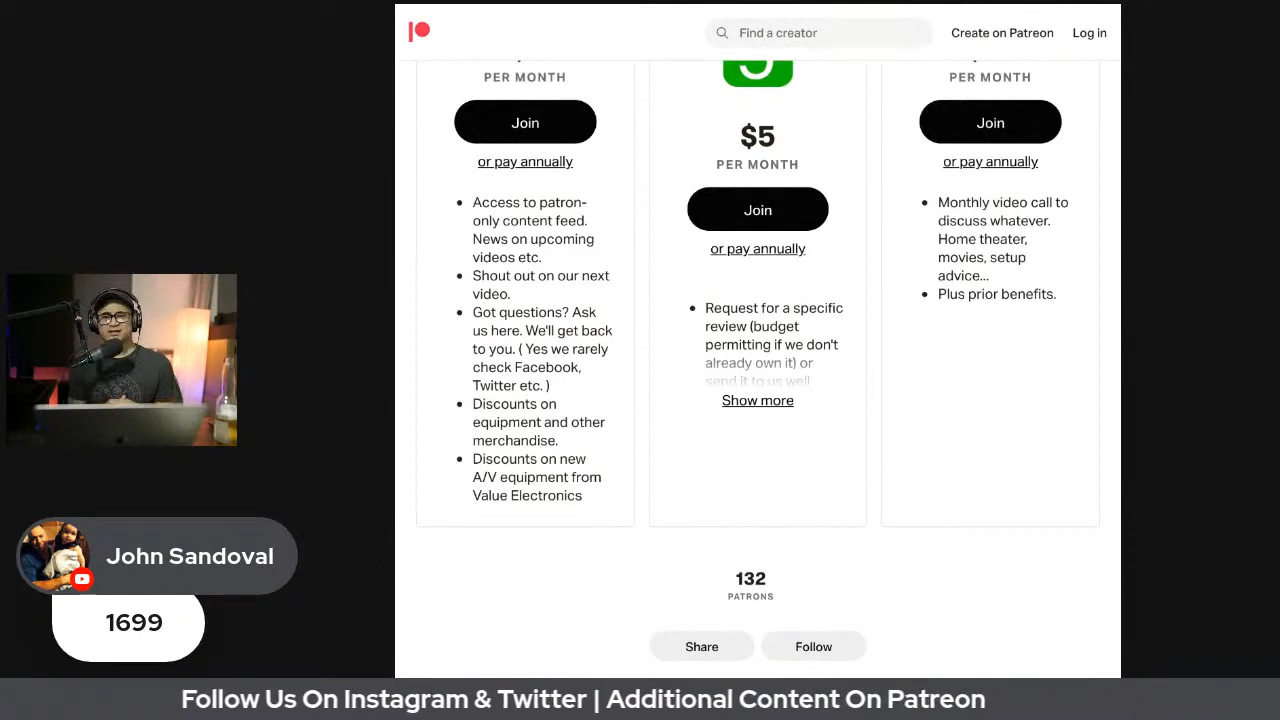 Find a creator
Create on Patreon
Log in
PER MONTH
Join
or pay annually
Access to patron-
only content feed.
News on upcoming
videos etc.
Shout out on our next
video.
Got questions? Ask
us here. We'll get back
to you. ( Yes we rarely
check Facebook,
Twitter etc. )
Discounts on
equipment and other
merchandise.
Discounts on new
A/V equipment from
Value Electronics
$5
PER MONTH
Join
or pay annually
Request for a specific
review (budget
permitting if we don't
already own it) or
send it to us well
Show more
PER MONTH
Join
or pay annually
Monthly video call to
discuss whatever.
Home theater,
movies, setup
advice...
Plus prior benefits.
132
PATRONS
Share
Follow
John Sandoval
1699
Follow Us On Instagram & Twitter | Additional Content On Patreon